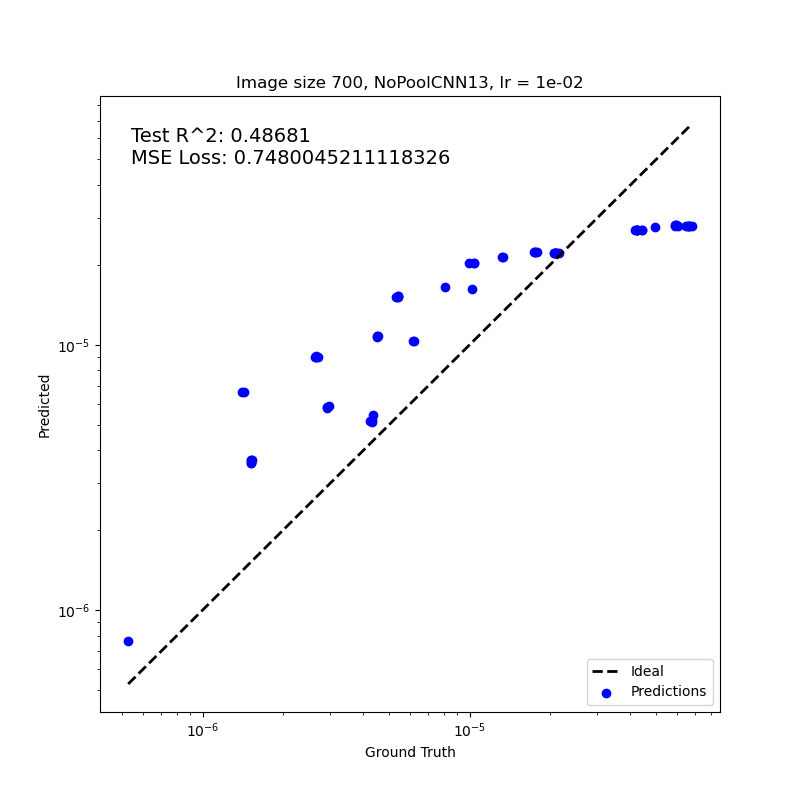 Image size 700, NoPoolCNN13, lr = 1e-02
Test R^2: 0.48681
MSE Loss: 0.7480045211118326
10^{-5}
Predicted
10^{-6}
Ideal
Predictions
10^{-6}
10^{-5}
Ground Truth